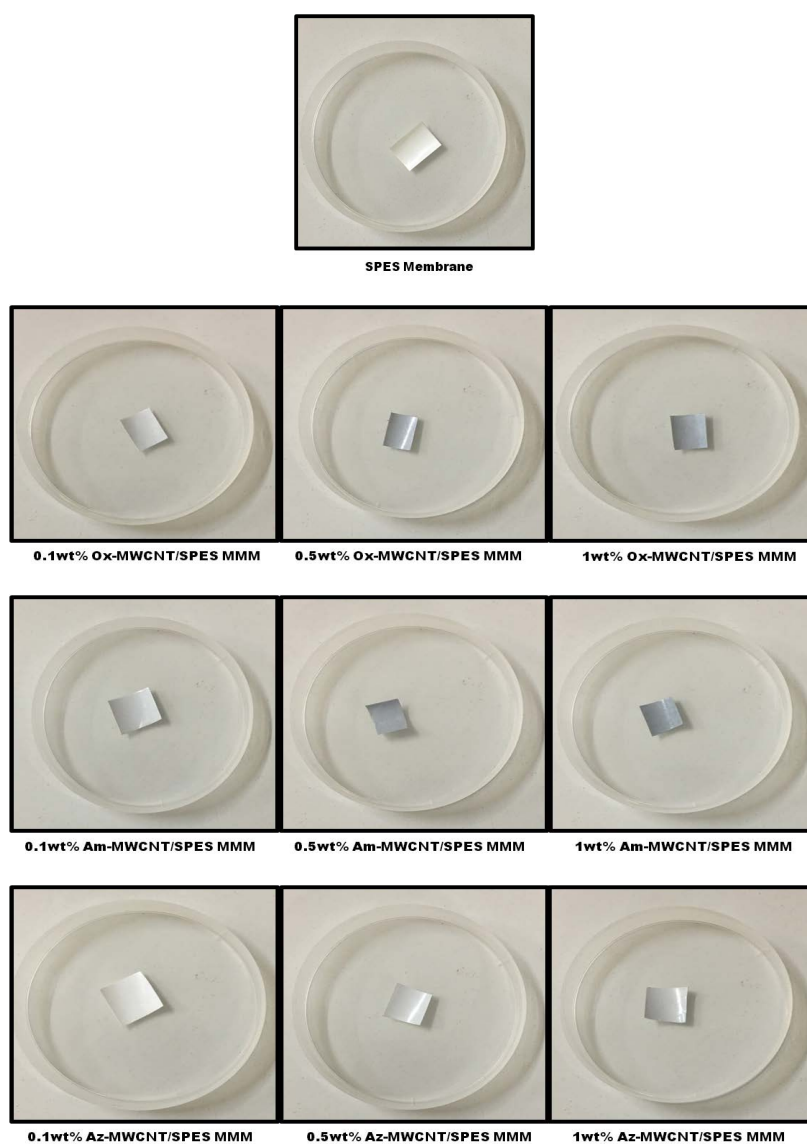 SPES Membrane
0.1wt% Ox-MWCNT/SPES MMM
0.5wt% Ox-MWCNT/SPES MMM
1wt% Ox-MWCNT/SPES MMM
0.1wt% Am-MWCNT/SPES MMM
0.5wt% Am-MWCNT/SPES MMM
1wt% Am-MWCNT/SPES MMM
0.1wt% Az-MWCNT/SPES MMM
0.5wt% Az-MWCNT/SPES MMM
1wt% Az-MWCNT/SPES MMM